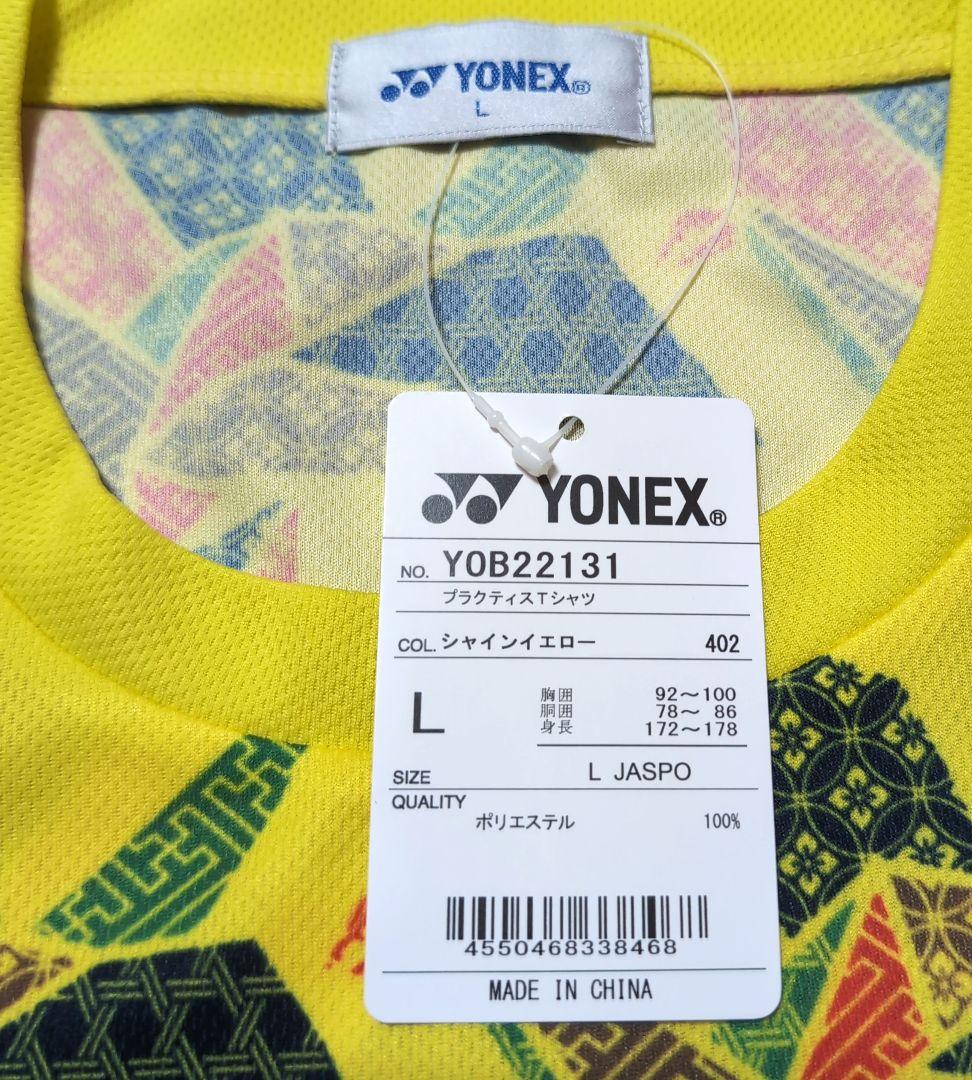 YONEX®
L
YONEX®
NO. YOB22131
プラクティスTシャツ
COL. シャインイエロー 402
L 胸囲 92～100
胴囲 78～ 86
身長 172～178
SIZE L JASPO
QUALITY
ポリエステル 100%
4550468338468
MADE IN CHINA